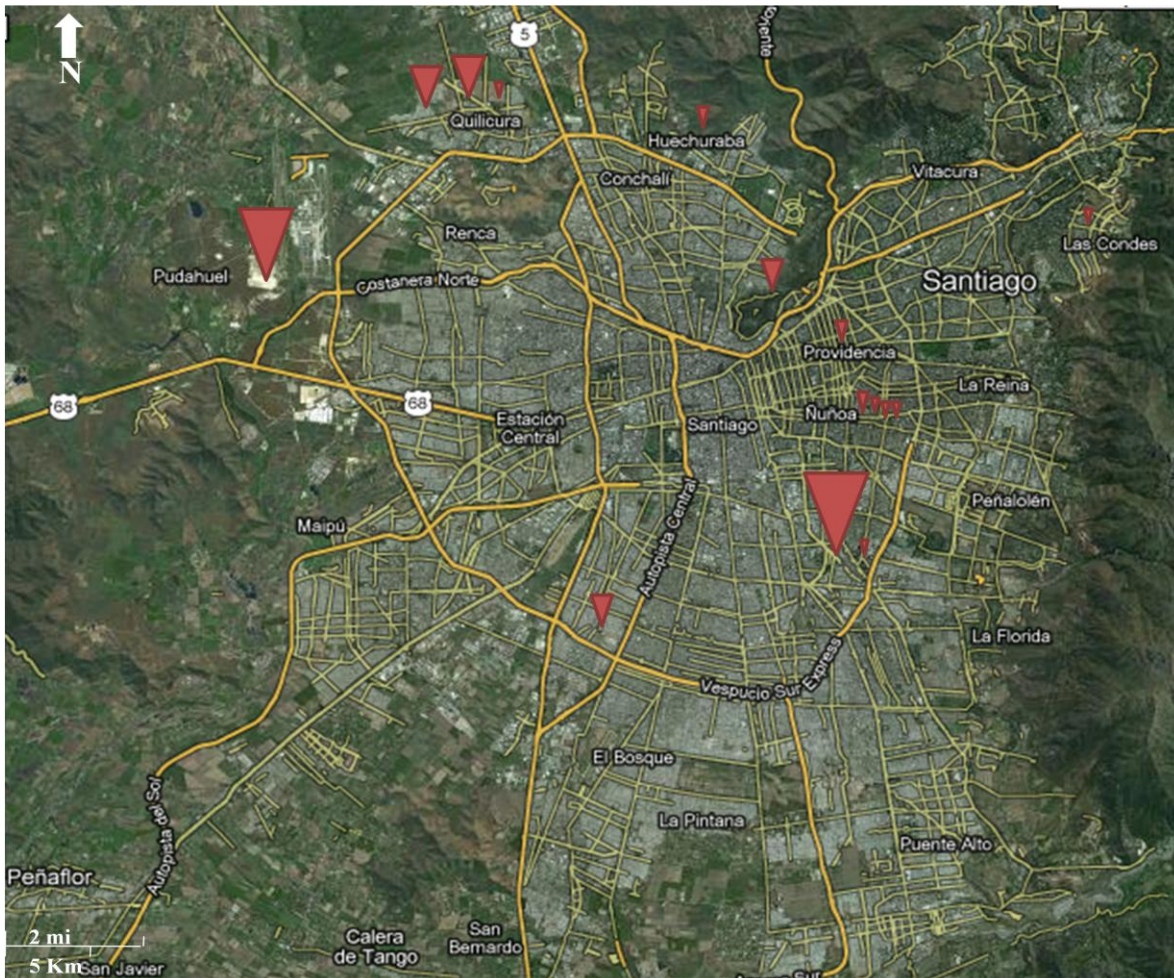 N
5
oriente
Quilicura
Huechuraba
Conchalí
Vitacura
Renca
Las Condes
Pudahuel
Costanera Norte
Santiago
Providencia
La Reina
68
68
Estación
Central
Santiago
Ñuñoa
Peñalolén
Maipú
Autopista Central
La Florida
Vespucio Sur Express
El Bosque
Autopista del Sol
La Pintana
Puente Alto
Peñaflor
San
Bernardo
Calera
de Tango
2 mi
5 Km
San Javier
Sur